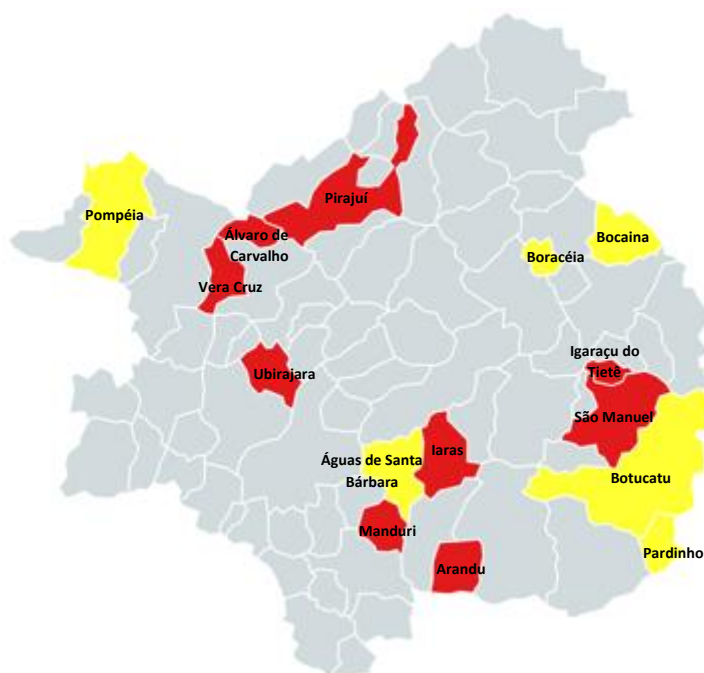 Pirajuí
Pompéia
Álvaro de
Carvalho
Bocaina
Boracéia
Vera Cruz
Igaraçu do
Tietê
Ubirajara
São Manuel
Iaras
Águas de Santa
Bárbara
Botucatu
Manduri
Pardinho
Arandu